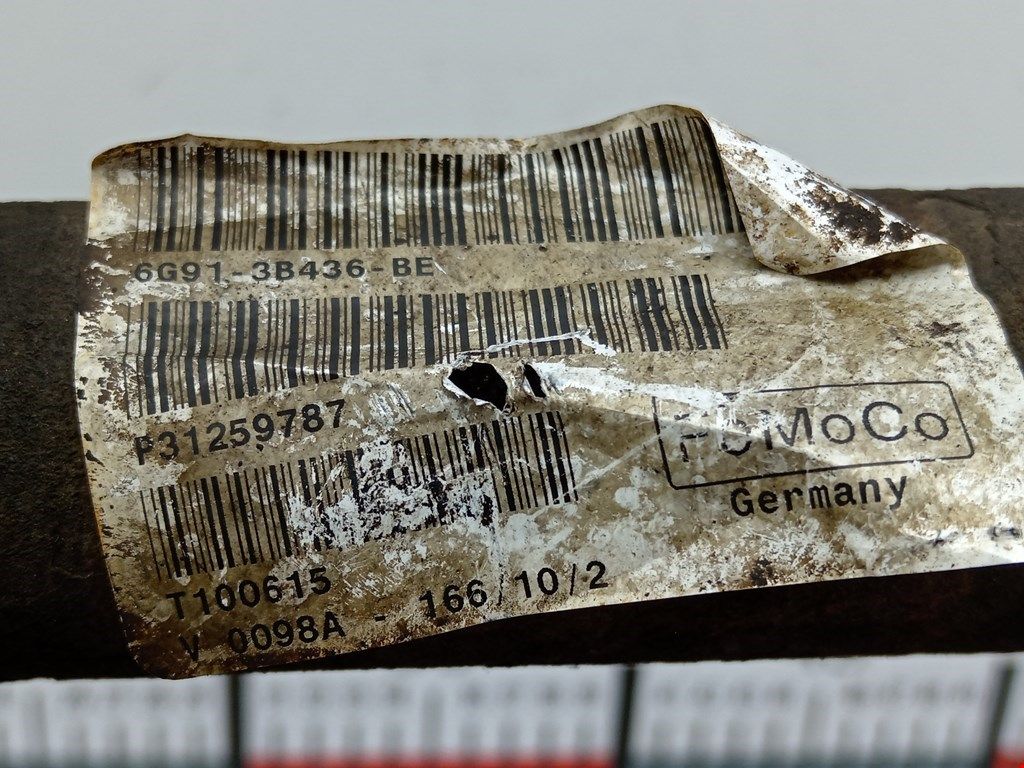 6G91-3B436-BE
P31259787
FoMoCo
Germany
T100615
V 0098A - 166/10/2